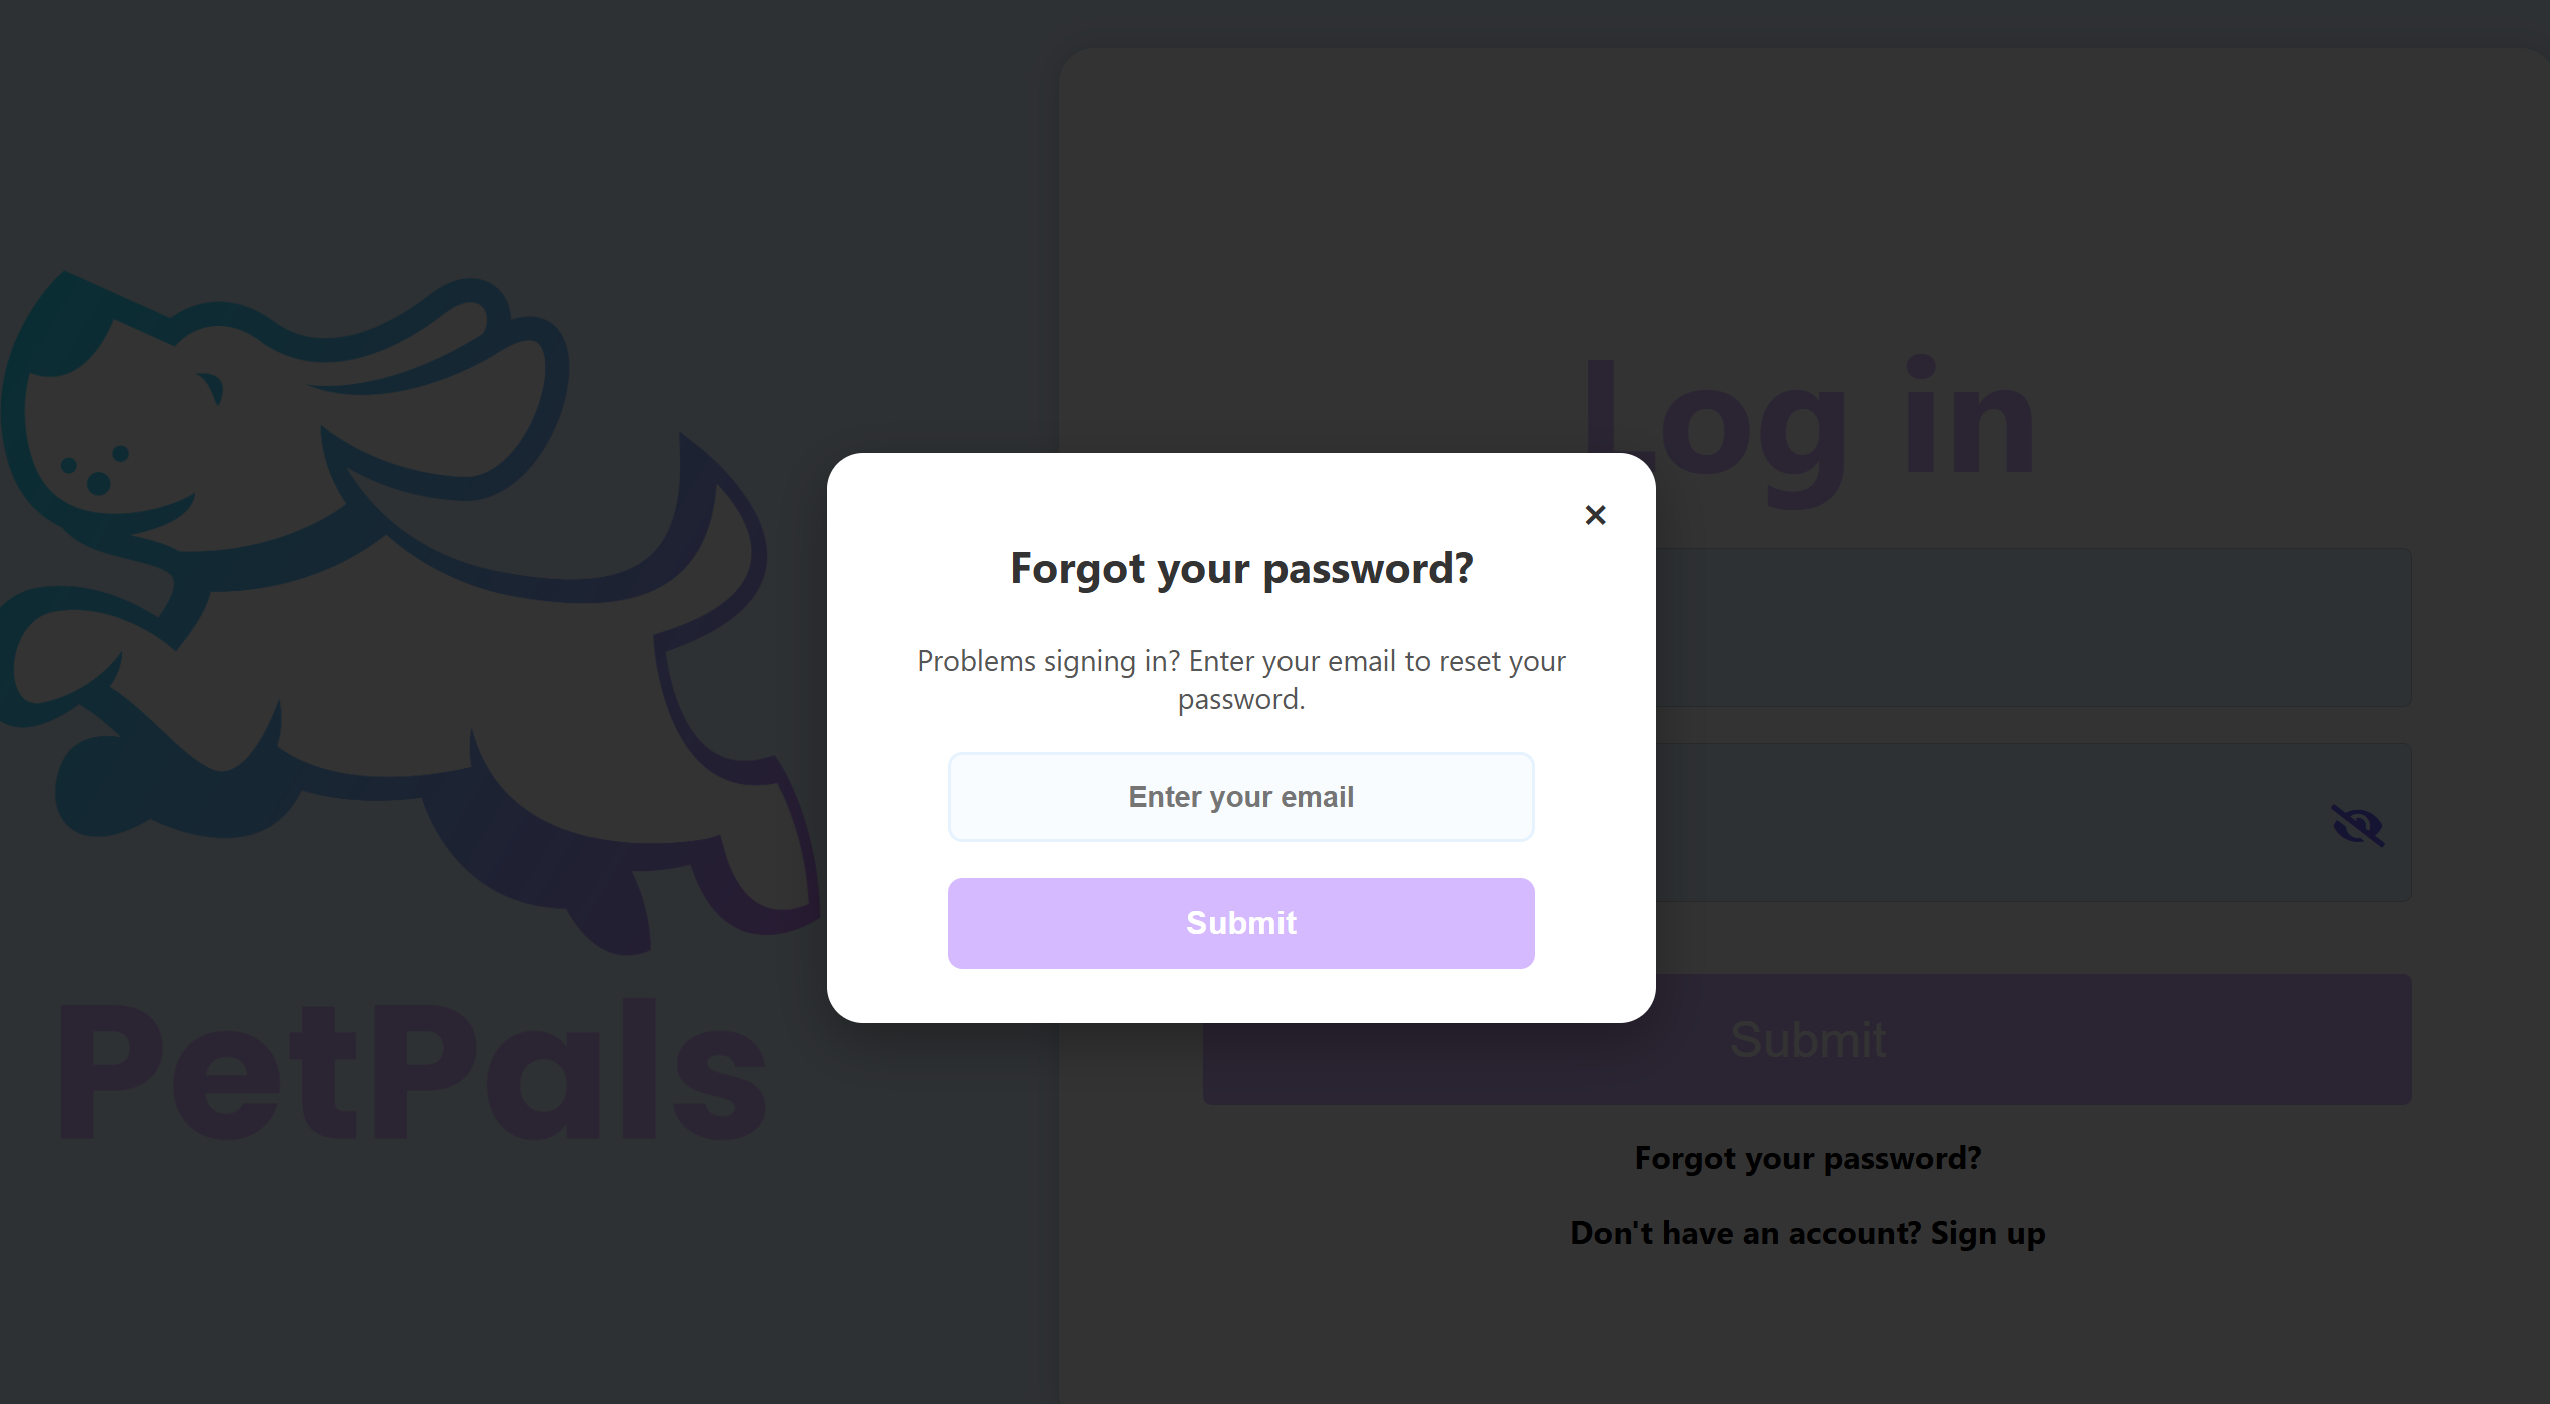 PetPals
Log in
Submit
Forgot your password?
Don't have an account? Sign up
×
Forgot your password?
Problems signing in? Enter your email to reset your
password.
Enter your email
Submit